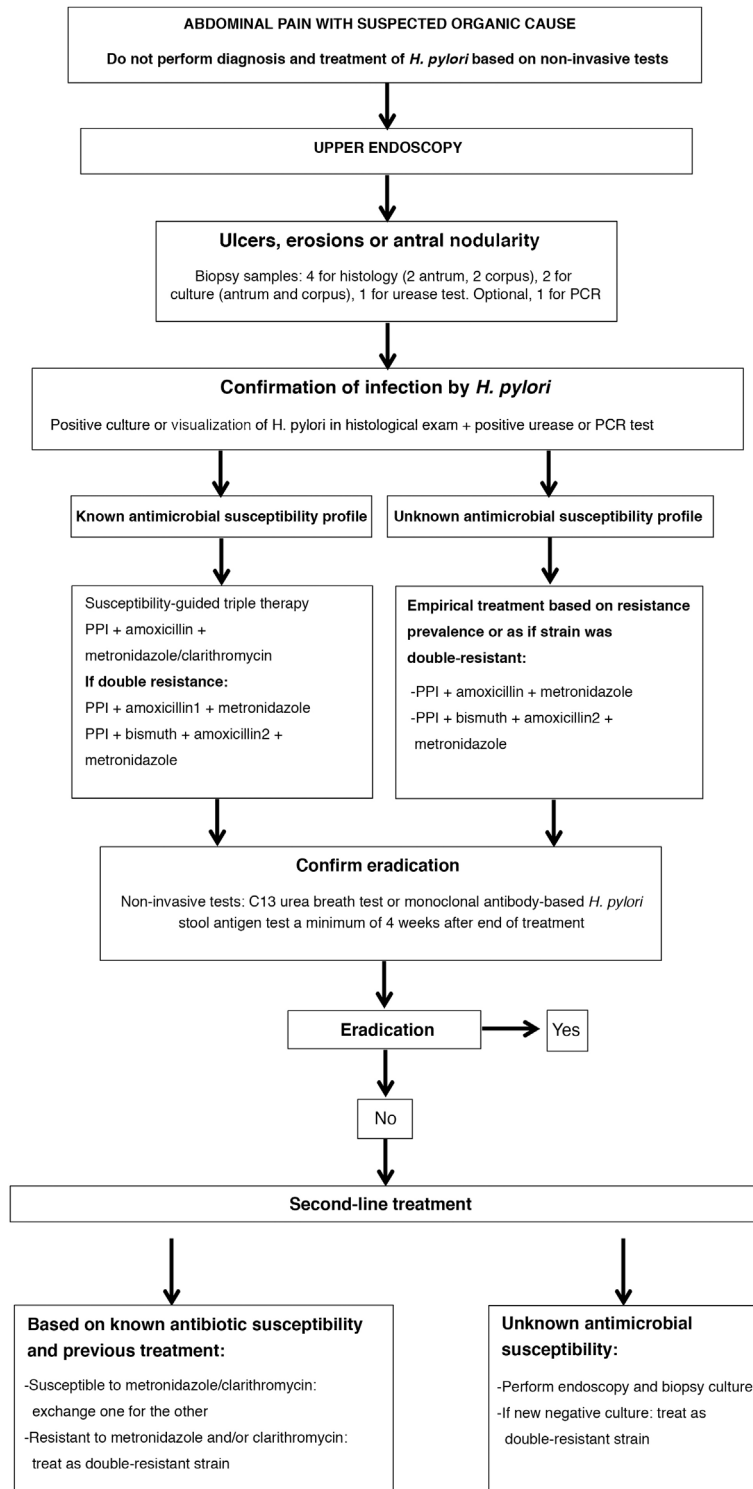 ABDOMINAL PAIN WITH SUSPECTED ORGANIC CAUSE
Do not perform diagnosis and treatment of H. pylori based on non-invasive tests
UPPER ENDOSCOPY
Ulcers, erosions or antral nodularity
Biopsy samples: 4 for histology (2 antrum, 2 corpus), 2 for
culture (antrum and corpus), 1 for urease test. Optional, 1 for PCR
Confirmation of infection by H. pylori
Positive culture or visualization of H. pylori in histological exam + positive urease or PCR test
Known antimicrobial susceptibility profile
Unknown antimicrobial susceptibility profile
Susceptibility-guided triple therapy
PPI + amoxicillin +
metronidazole/clarithromycin
If double resistance:
PPI + amoxicillin1 + metronidazole
PPI + bismuth + amoxicillin2 +
metronidazole
Empirical treatment based on resistance
prevalence or as if strain was
double-resistant:
-PPI + amoxicillin + metronidazole
-PPI + bismuth + amoxicillin2 +
metronidazole
Confirm eradication
Non-invasive tests: C13 urea breath test or monoclonal antibody-based H. pylori
stool antigen test a minimum of 4 weeks after end of treatment
Eradication
Yes
No
Second-line treatment
Based on known antibiotic susceptibility
and previous treatment:
-Susceptible to metronidazole/clarithromycin:
exchange one for the other
-Resistant to metronidazole and/or clarithromycin:
treat as double-resistant strain
Unknown antimicrobial
susceptibility:
-Perform endoscopy and biopsy culture
-If new negative culture: treat as
double-resistant strain